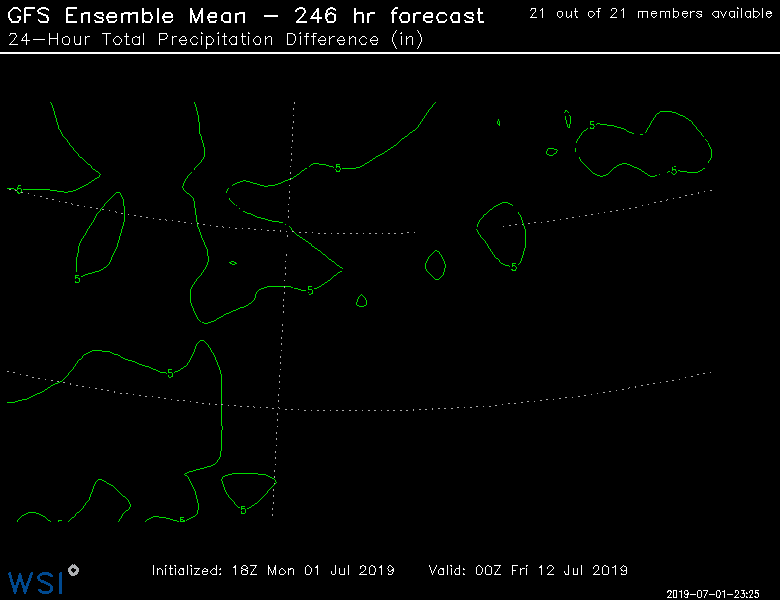 GFS Ensemble Mean – 246 hr forecast
21 out of 21 members available
24-Hour Total Precipitation Difference (in)
5
5
5
5
5
5
5
5
5
5
5
Initialized: 18Z Mon 01 Jul 2019
Valid: 00Z Fri 12 Jul 2019
WSI
2019-07-01-23:25